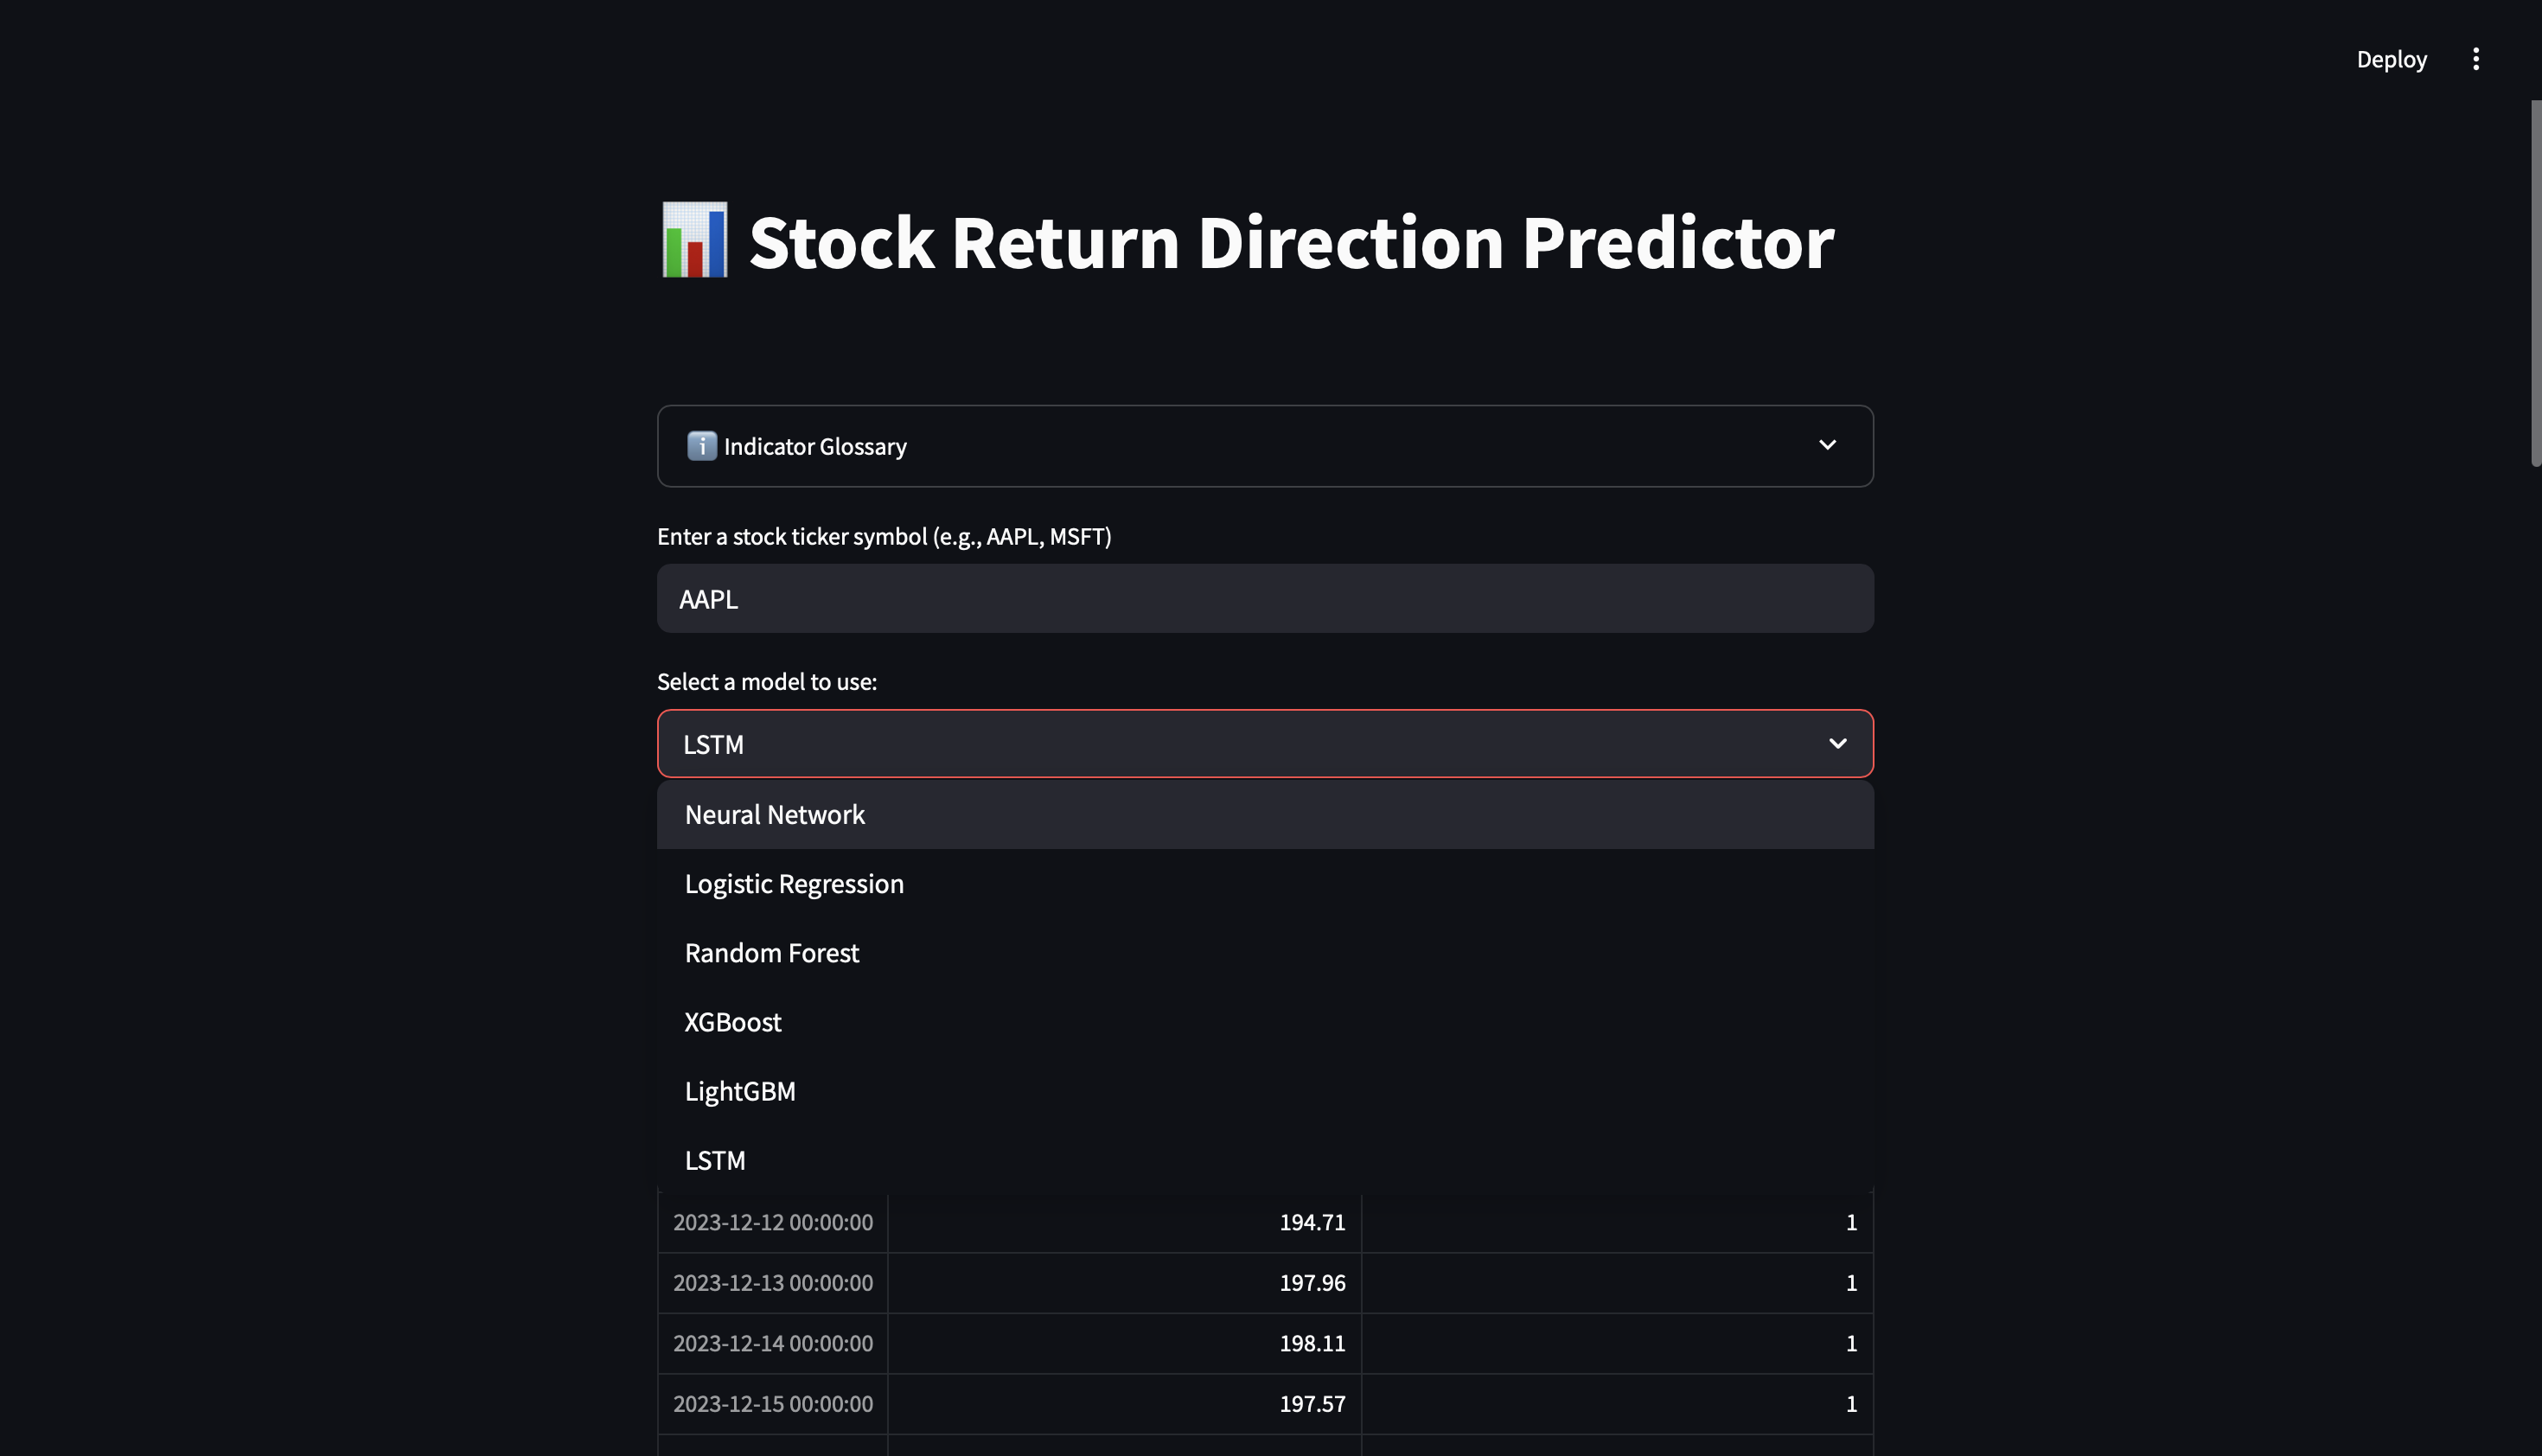 Deploy
Stock Return Direction Predictor
Indicator Glossary
Enter a stock ticker symbol (e.g., AAPL, MSFT)
AAPL
Select a model to use:
LSTM
Neural Network
Logistic Regression
Random Forest
XGBoost
LightGBM
LSTM
2023-12-12 00:00:00 194.71 1
2023-12-13 00:00:00 197.96 1
2023-12-14 00:00:00 198.11 1
2023-12-15 00:00:00 197.57 1